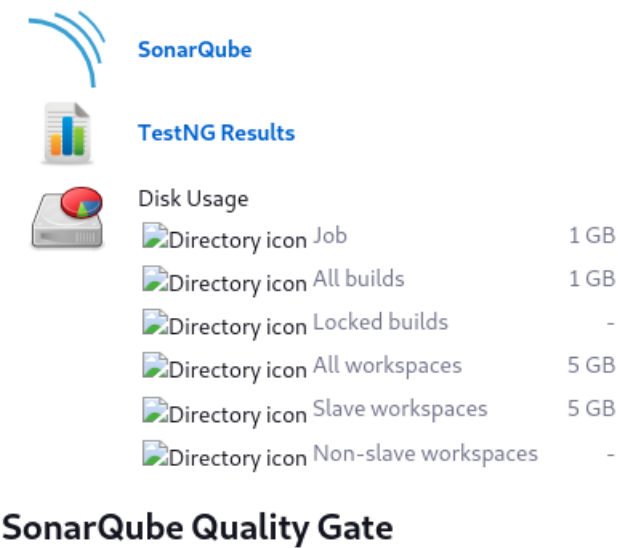 SonarQube
TestNG Results
Disk Usage
Directory icon Job 1 GB
Directory icon All builds 1 GB
Directory icon Locked builds -
Directory icon All workspaces 5 GB
Directory icon Slave workspaces 5 GB
Directory icon Non-slave workspaces -
SonarQube Quality Gate